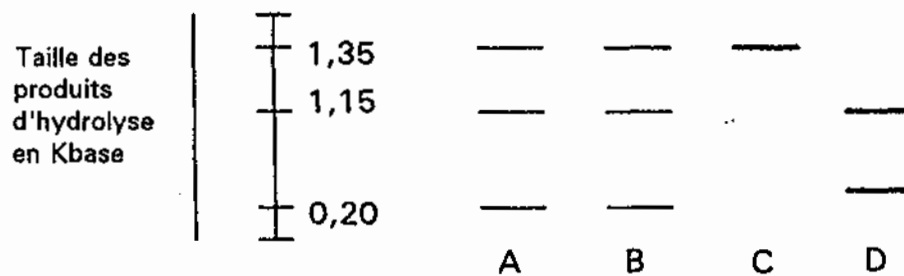 Taille des
produits
d'hydrolyse
en Kbase
1,35
1,15
0,20
A B C D